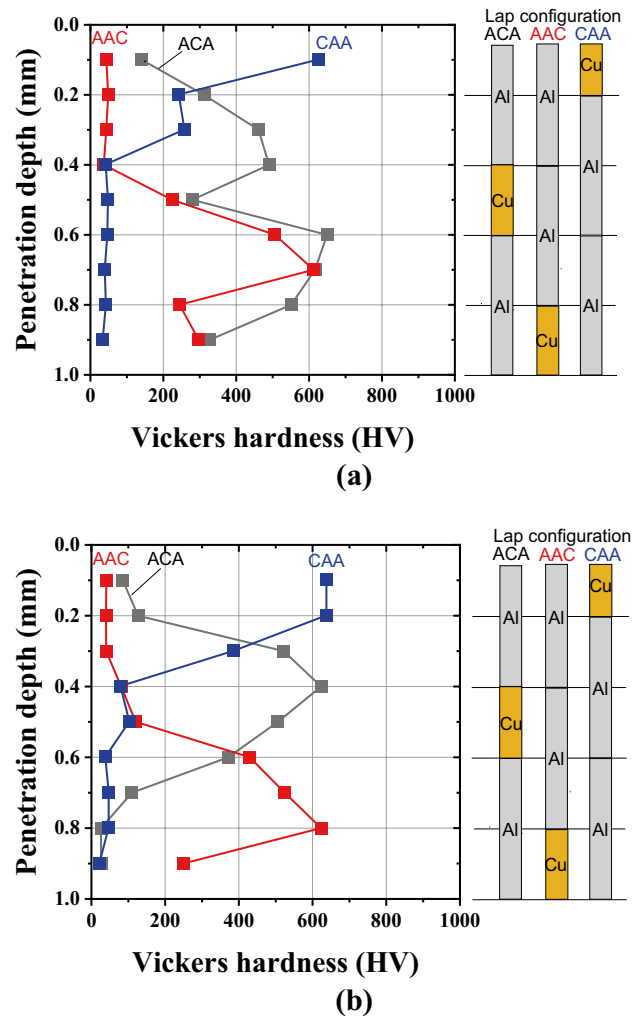 Lap configuration
ACA AAC CAA
AAC ACA CAA
0.0
0.2
0.4
0.6
0.8
1.0
Penetration depth (mm)
0 200 400 600 800 1000
Vickers hardness (HV)
Cu
Al Al
Al
Cu
Al
Al Al
Cu
(a)
Lap configuration
ACA AAC CAA
AAC ACA CAA
0.0
0.2
0.4
0.6
0.8
1.0
Penetration depth (mm)
0 200 400 600 800 1000
Vickers hardness (HV)
Cu
Al Al
Al
Cu
Al
Al Al
Cu
(b)